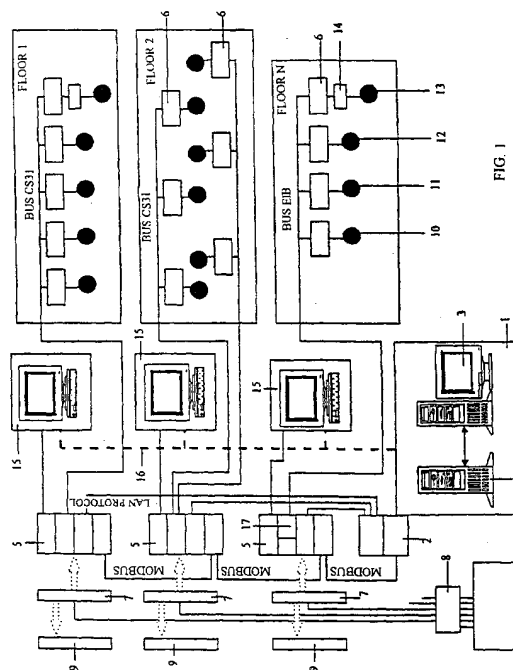 FLOOR 1
BUS CS31
FLOOR 2
BUS CS31
6
6
FLOOR N
BUS EIB
6
14
13
12
11
10
FIG. 1
15
15
15
16
3
1
LAN PROTOCOL
5
5
5
17
2
MODBUS
MODBUS
MODBUS
7
7
7
8
9
9
9